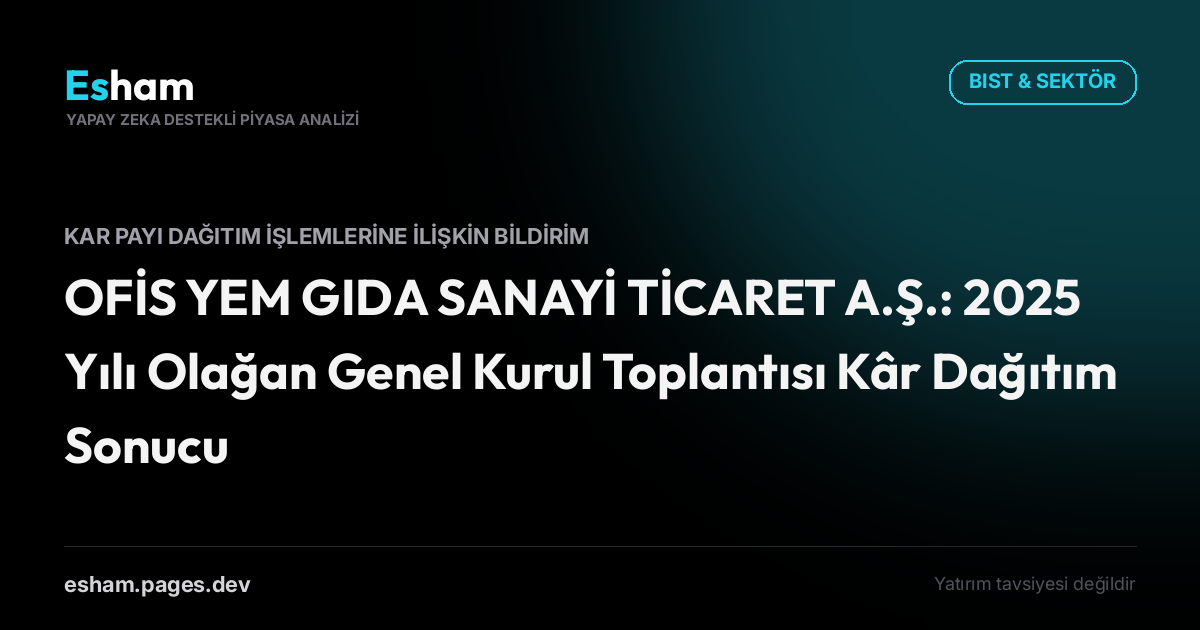 Esham
YAPAY ZEKA DESTEKLİ PİYASA ANALİZİ
BIST & SEKTÖR
KAR PAYI DAĞITIM İŞLEMLERİNE İLİŞKİN BİLDİRİM
OFİS YEM GIDA SANAYİ TİCARET A.Ş.: 2025
Yılı Olağan Genel Kurul Toplantısı Kâr Dağıtım
Sonucu
esham.pages.dev
Yatırım tavsiyesi değildir